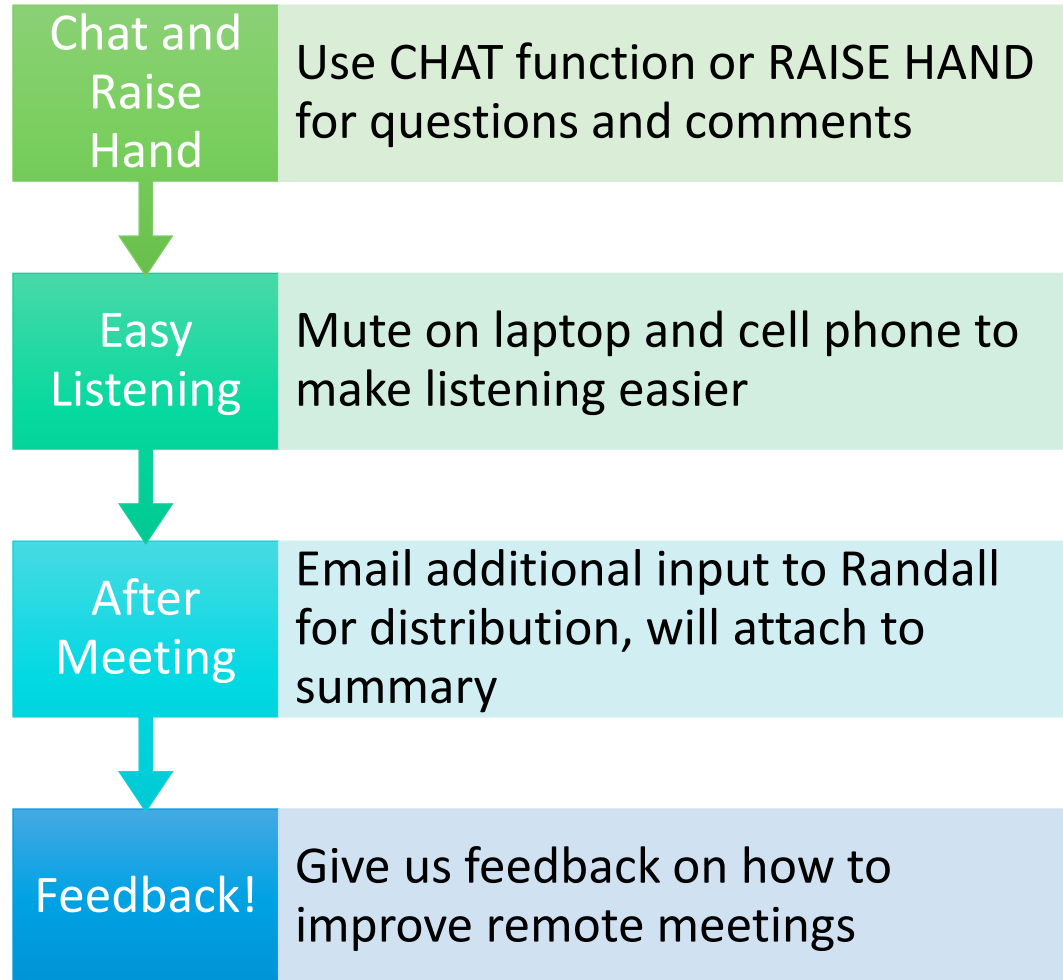 Chat and
Raise
Hand
Use CHAT function or RAISE HAND
for questions and comments
Easy
Listening
Mute on laptop and cell phone to
make listening easier
After
Meeting
Email additional input to Randall
for distribution, will attach to
summary
Feedback!
Give us feedback on how to
improve remote meetings